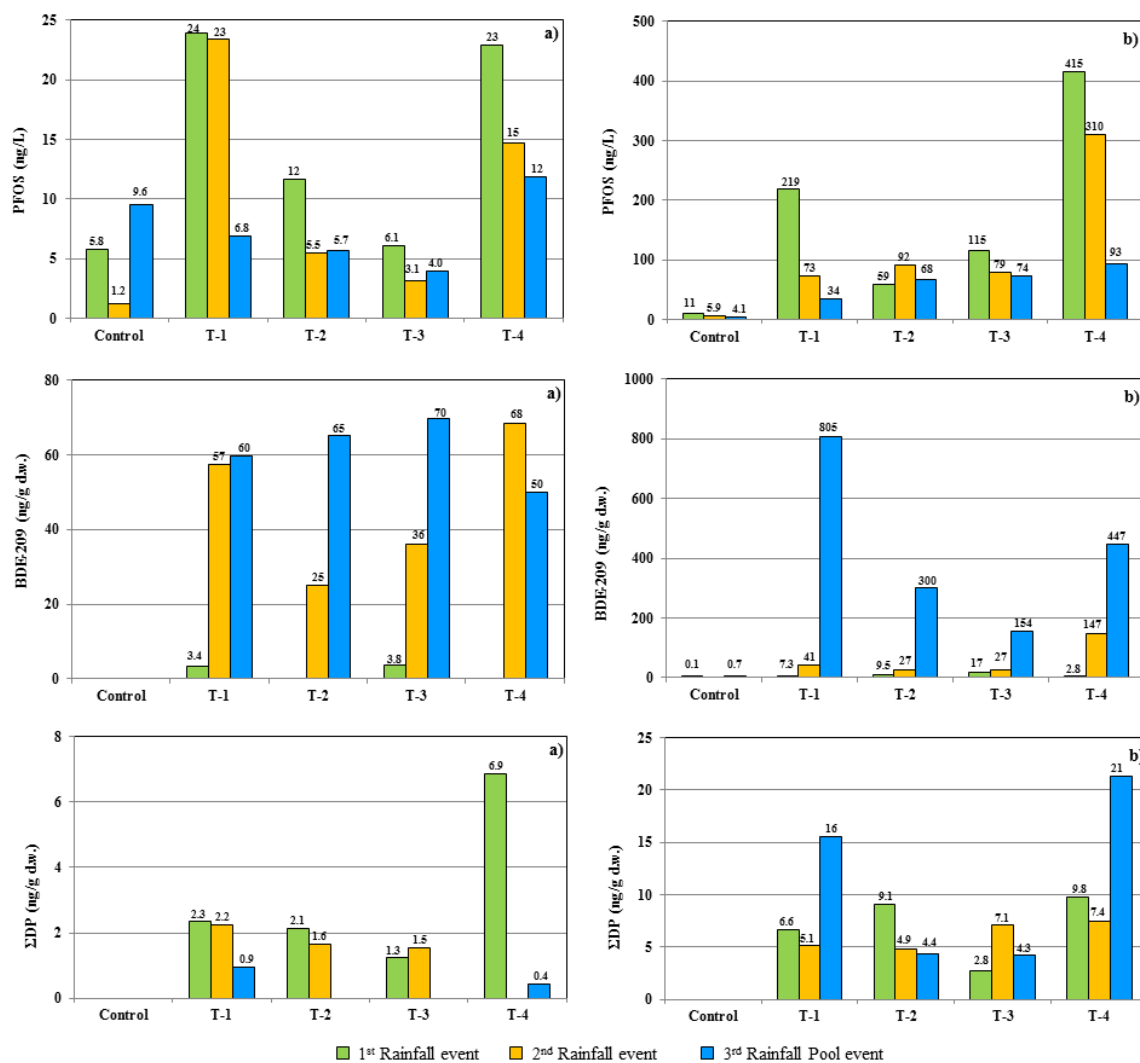 a)
PFOS (ng/L)
25
20
15
10
5
0
5.8
1.2
9.6
24
23
6.8
12
5.5
5.7
6.1
3.1
4.0
23
15
12
Control
T-1
T-2
T-3
T-4
b)
PFOS (ng/L)
500
400
300
200
100
0
11
5.9
4.1
219
73
34
59
92
68
115
79
74
415
310
93
Control
T-1
T-2
T-3
T-4
a)
BDE209 (ng/g d.w.)
80
60
40
20
0
3.4
57
60
25
65
3.8
36
70
68
50
Control
T-1
T-2
T-3
T-4
b)
BDE209 (ng/g d.w.)
1000
800
600
400
200
0
0.1
0.7
7.3
41
805
9.5
27
300
17
27
154
2.8
147
447
Control
T-1
T-2
T-3
T-4
a)
ΣDP (ng/g d.w.)
8
6
4
2
0
2.3
2.2
0.9
2.1
1.6
1.3
1.5
6.9
0.4
Control
T-1
T-2
T-3
T-4
b)
ΣDP (ng/g d.w.)
25
20
15
10
5
0
6.6
5.1
16
9.1
4.9
4.4
2.8
7.1
4.3
9.8
7.4
21
Control
T-1
T-2
T-3
T-4
1st Rainfall event
2nd Rainfall event
3rd Rainfall Pool event